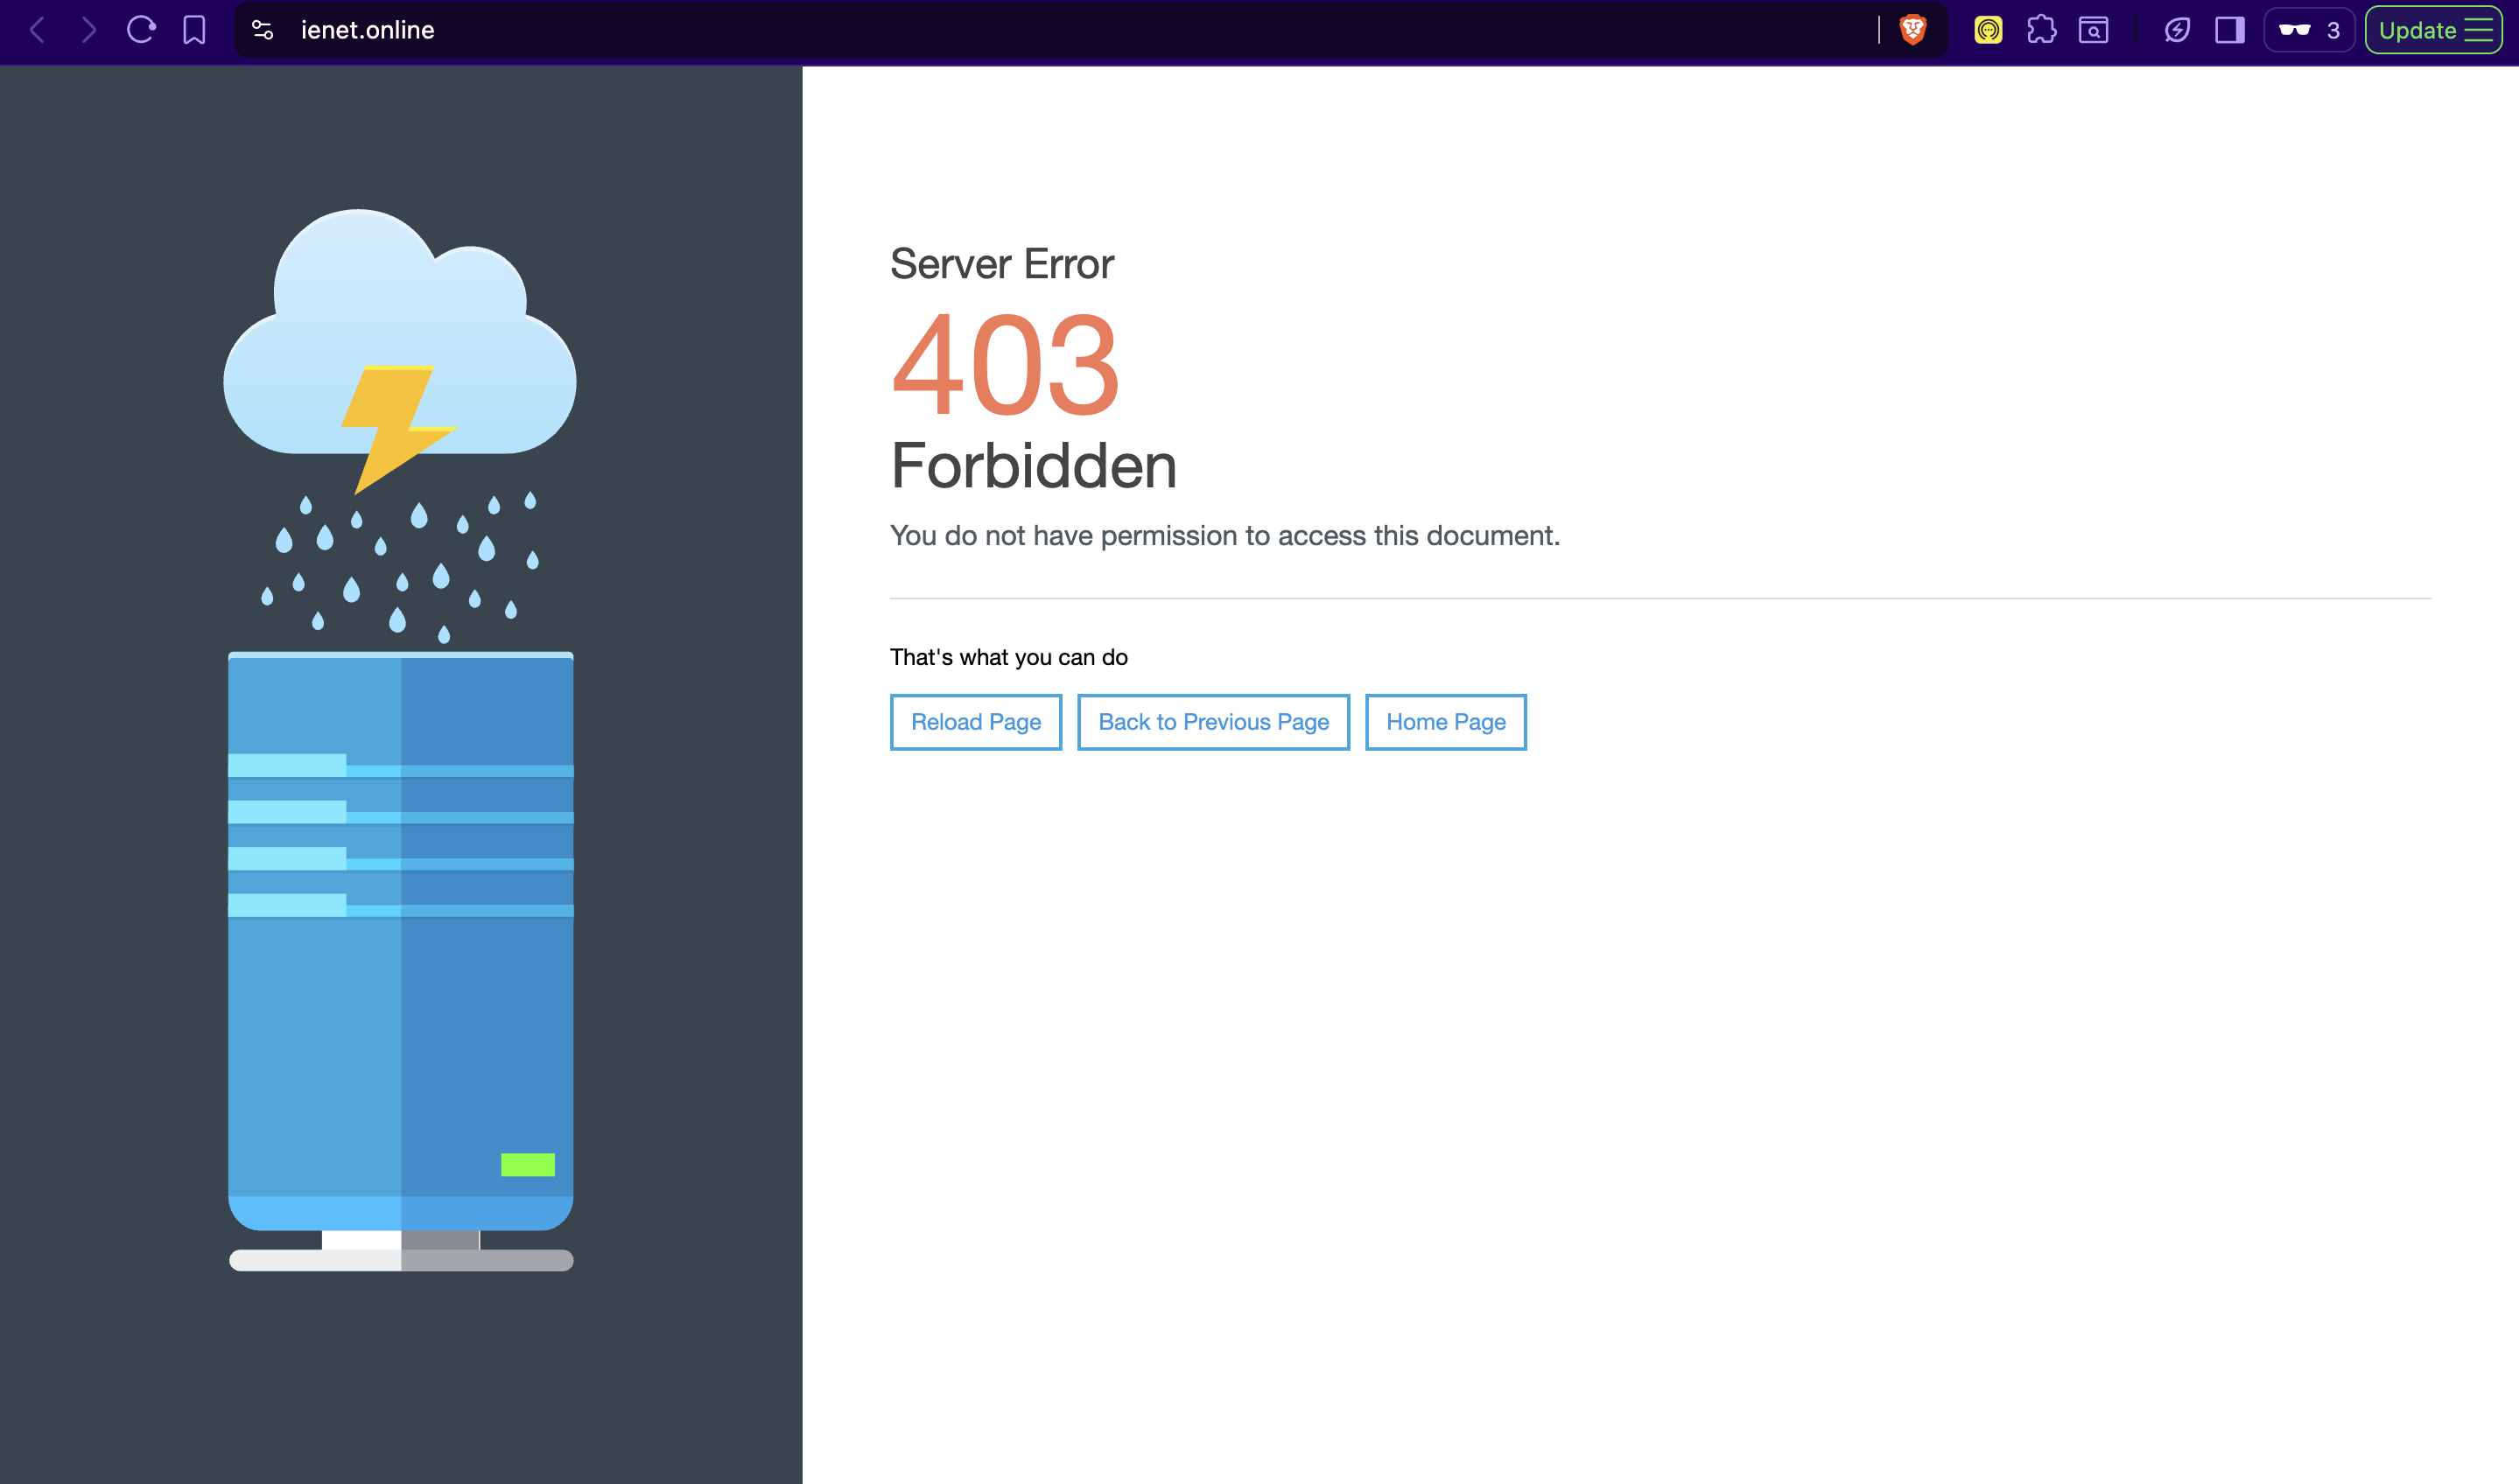 ienet.online
3
Update
Server Error
403
Forbidden
You do not have permission to access this document.
That's what you can do
Reload Page
Back to Previous Page
Home Page